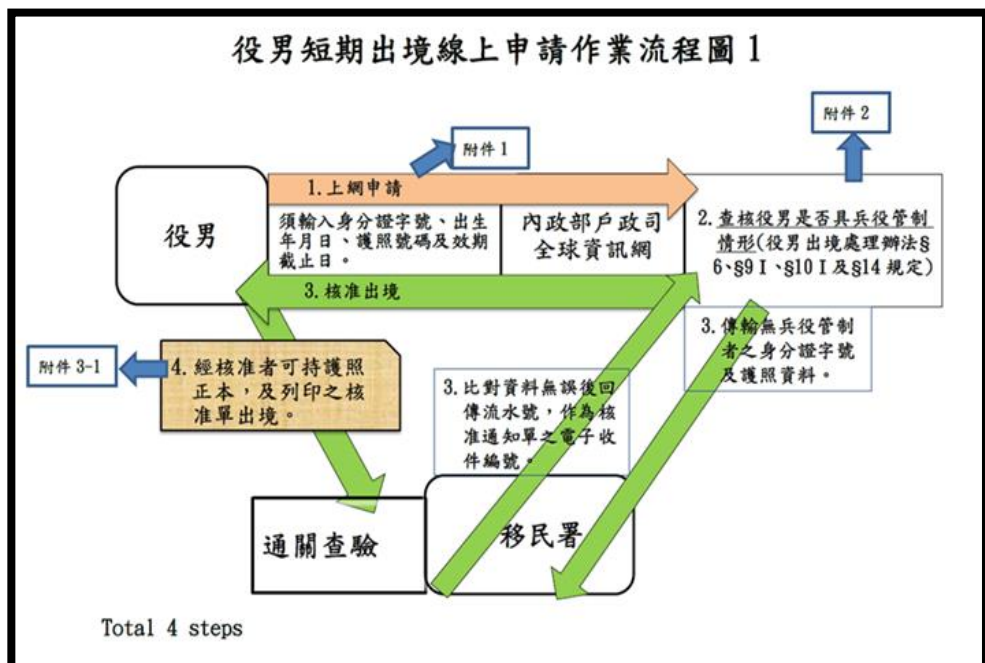 役男短期出境線上申請作業流程圖 1
附件 2
附件 1
1.上網申請
役男
須輸入身分證字號、出生
年月日、護照號碼及效期
截止日。
內政部戶政司
全球資訊網
2.查核役男是否具兵役管制
情形(役男出境處理辦法§
6、§9 I、§10 I 及§14 規定)
3.核准出境
3.傳輸無兵役管制
者之身分證字號
及護照資料。
附件 3-1
4.經核准者可持護照
正本，及列印之核
准單出境。
3.比對資料無誤後回
傳流水號，作為核
准通知單之電子收
件編號。
通關查驗
移民署
Total 4 steps